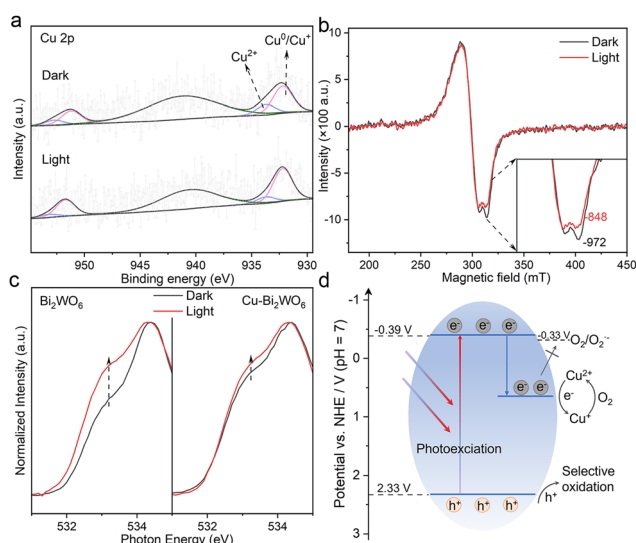 a
Cu 2p
Cu²⁺
Cu⁰/Cu⁺
Dark
Light
Intensity (a.u.)
950 945 940 935 930
Binding energy (eV)
b
Dark
Light
Intensity (×100 a.u.)
10
5
0
-5
-10
-848
-972
200 250 300 350 400 450
Magnetic field (mT)
c
Bi₂WO₆
Dark
Light
Cu-Bi₂WO₆
Normalized Intensity (a.u.)
532 534 532 534
Photon Energy (eV)
d
Potential vs. NHE / V (pH = 7)
-1
0
1
2
3
-0.39 V
e⁻ e⁻ e⁻
-0.33 V
O₂/O₂·⁻
e⁻ e⁻
Cu²⁺
e⁻
O₂
Cu⁺
Photoexciation
2.33 V
h⁺ h⁺ h⁺
Selective
oxidation
h⁺